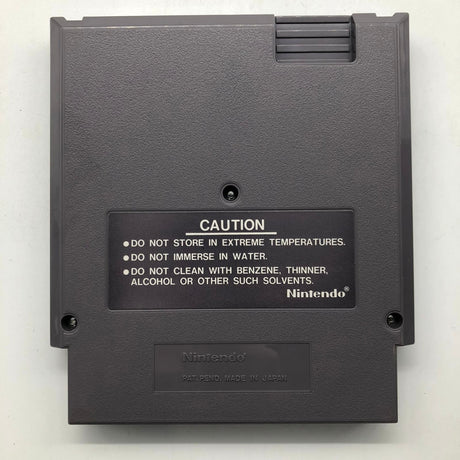 CAUTION
● DO NOT STORE IN EXTREME TEMPERATURES.
● DO NOT IMMERSE IN WATER.
● DO NOT CLEAN WITH BENZENE, THINNER,
ALCOHOL OR OTHER SUCH SOLVENTS.
Nintendo®
Nintendo
PAT. PEND. MADE IN JAPAN